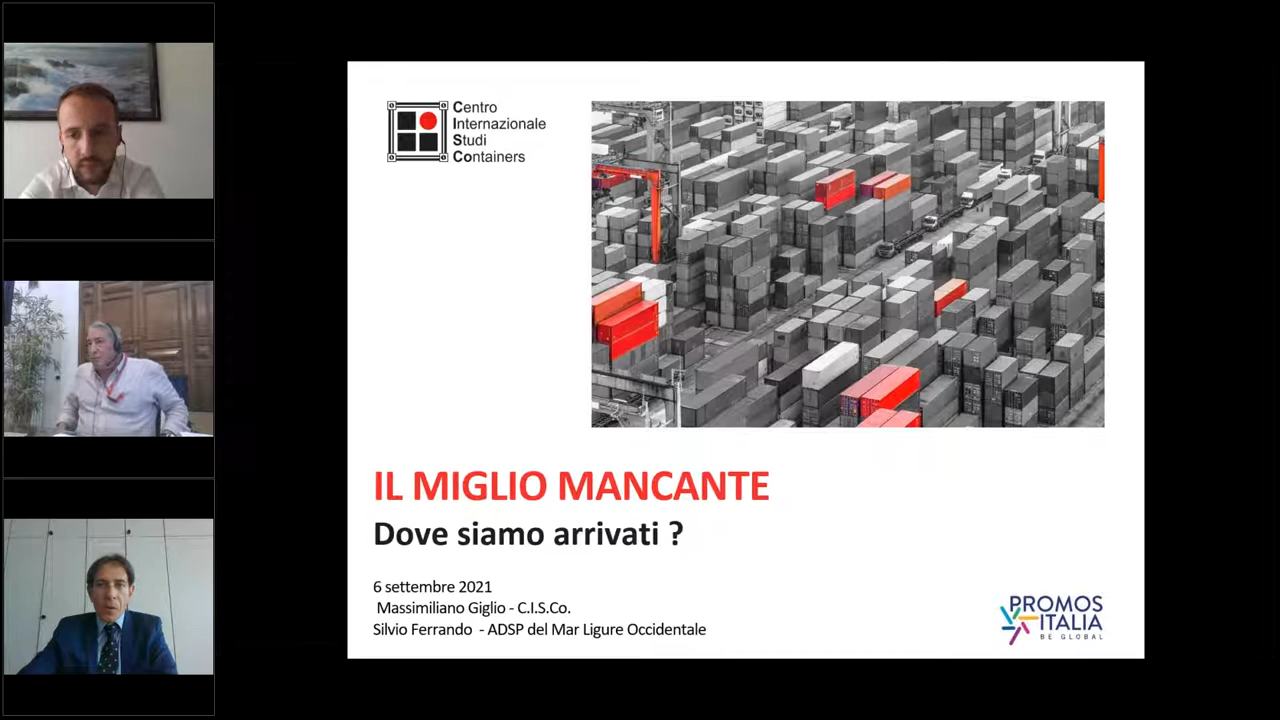 Centro
Internazionale
Studi
Containers
IL MIGLIO MANCANTE
Dove siamo arrivati ?
6 settembre 2021
Massimiliano Giglio - C.I.S.Co.
Silvio Ferrando - ADSP del Mar Ligure Occidentale
PROMOS
ITALIA
BE GLOBAL